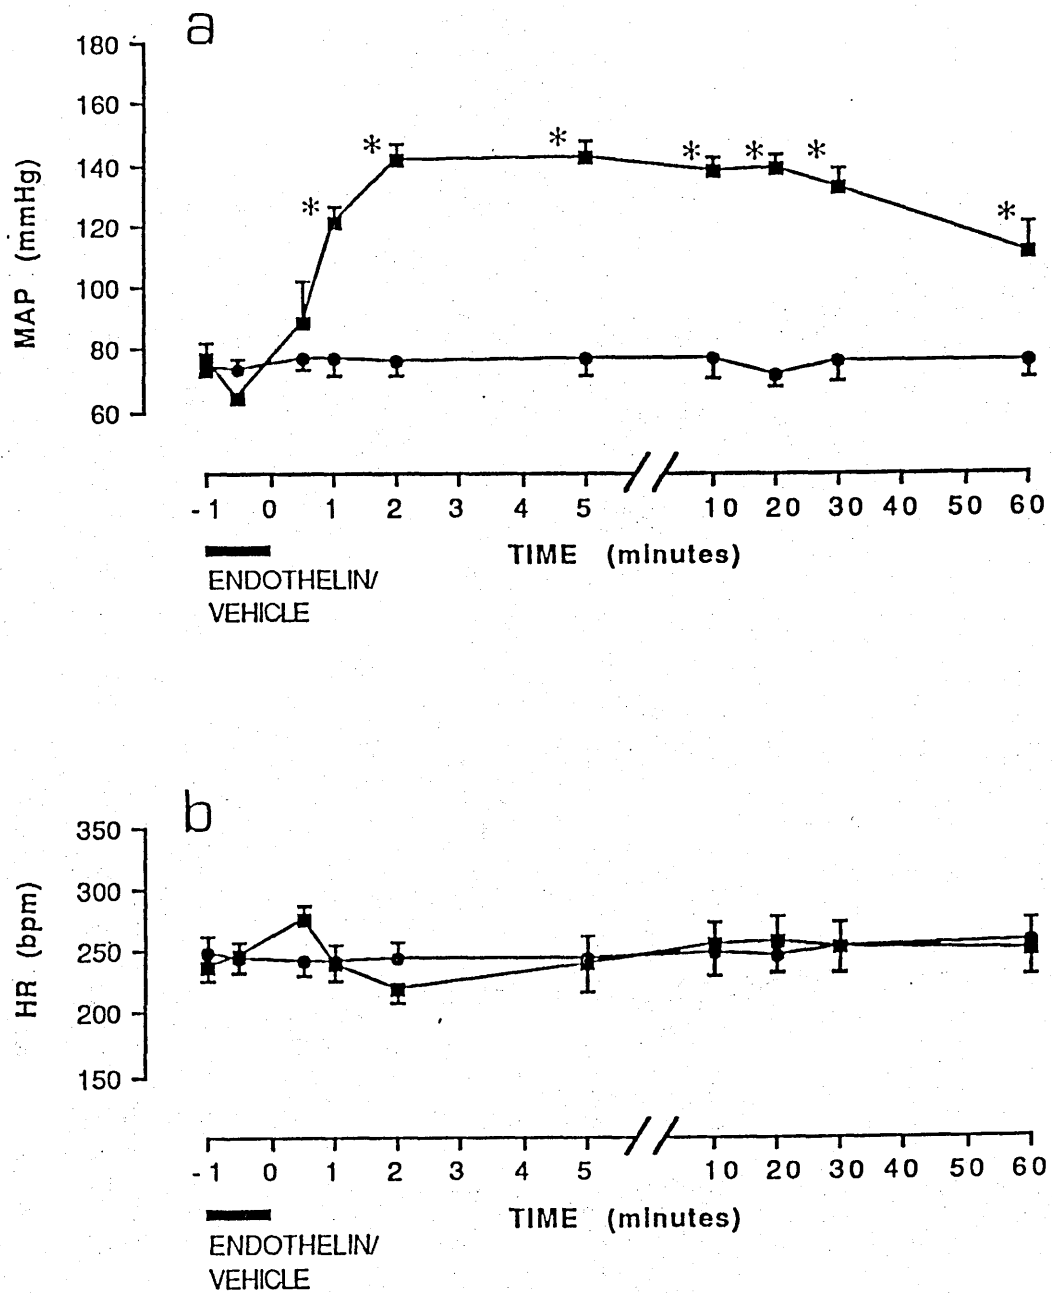 a
180
160
140
120
100
80
60
MAP (mmHg)
* * * * * * *
-1 0 1 2 3 4 5 10 20 30 40 50 60
TIME (minutes)
ENDOTHELIN/
VEHICLE
b
350
300
250
200
150
HR (bpm)
-1 0 1 2 3 4 5 10 20 30 40 50 60
TIME (minutes)
ENDOTHELIN/
VEHICLE